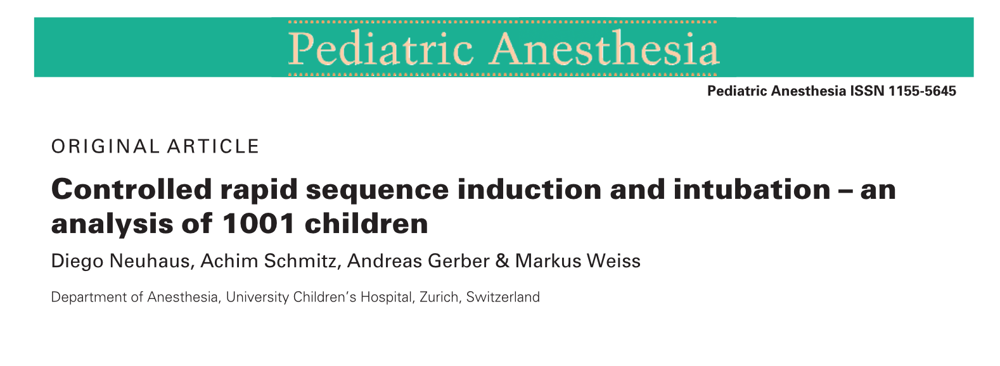 Pediatric Anesthesia
Pediatric Anesthesia ISSN 1155-5645
ORIGINAL ARTICLE
Controlled rapid sequence induction and intubation – an
analysis of 1001 children
Diego Neuhaus, Achim Schmitz, Andreas Gerber & Markus Weiss
Department of Anesthesia, University Children’s Hospital, Zurich, Switzerland